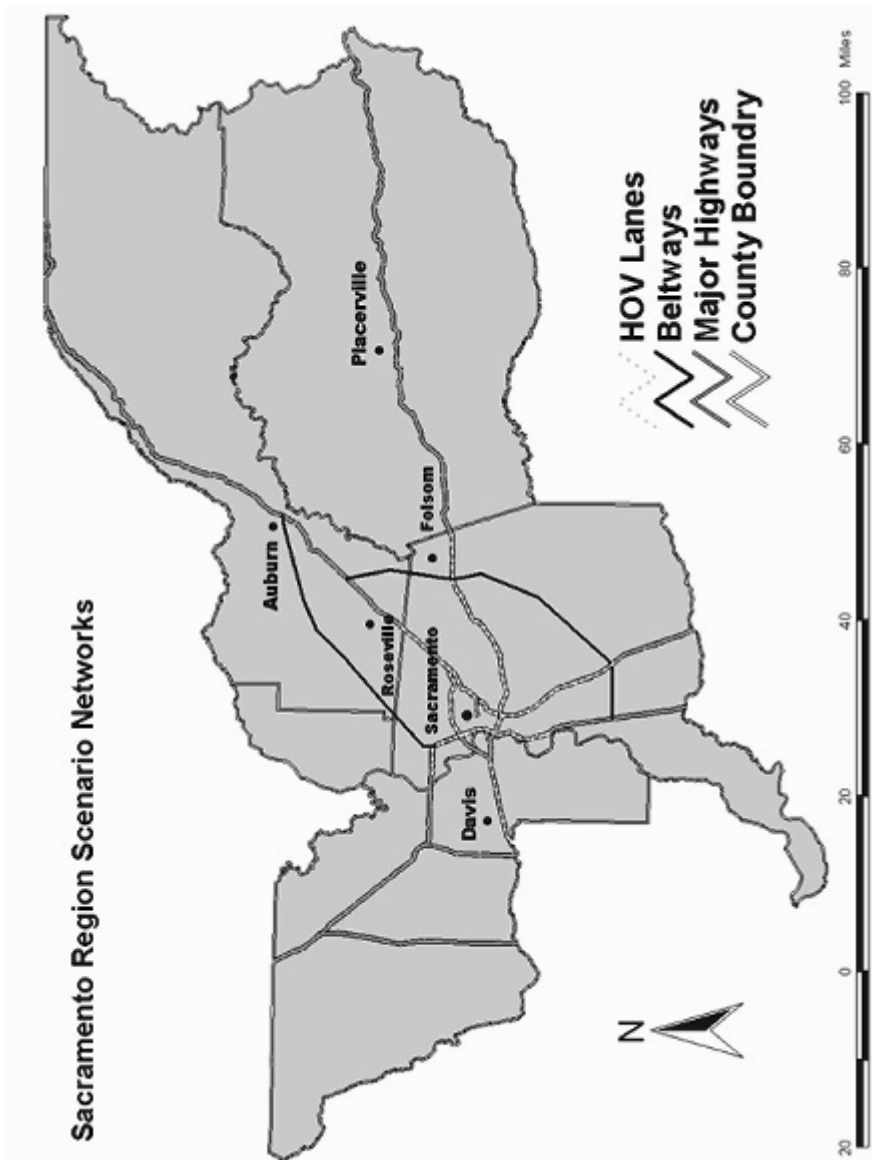 Sacramento Region Scenario Networks
Auburn
Placerville
Roseville
Folsom
Sacramento
Davis
N
HOV Lanes
Beltways
Major Highways
County Boundry
20 0 20 40 60 80 100 Miles